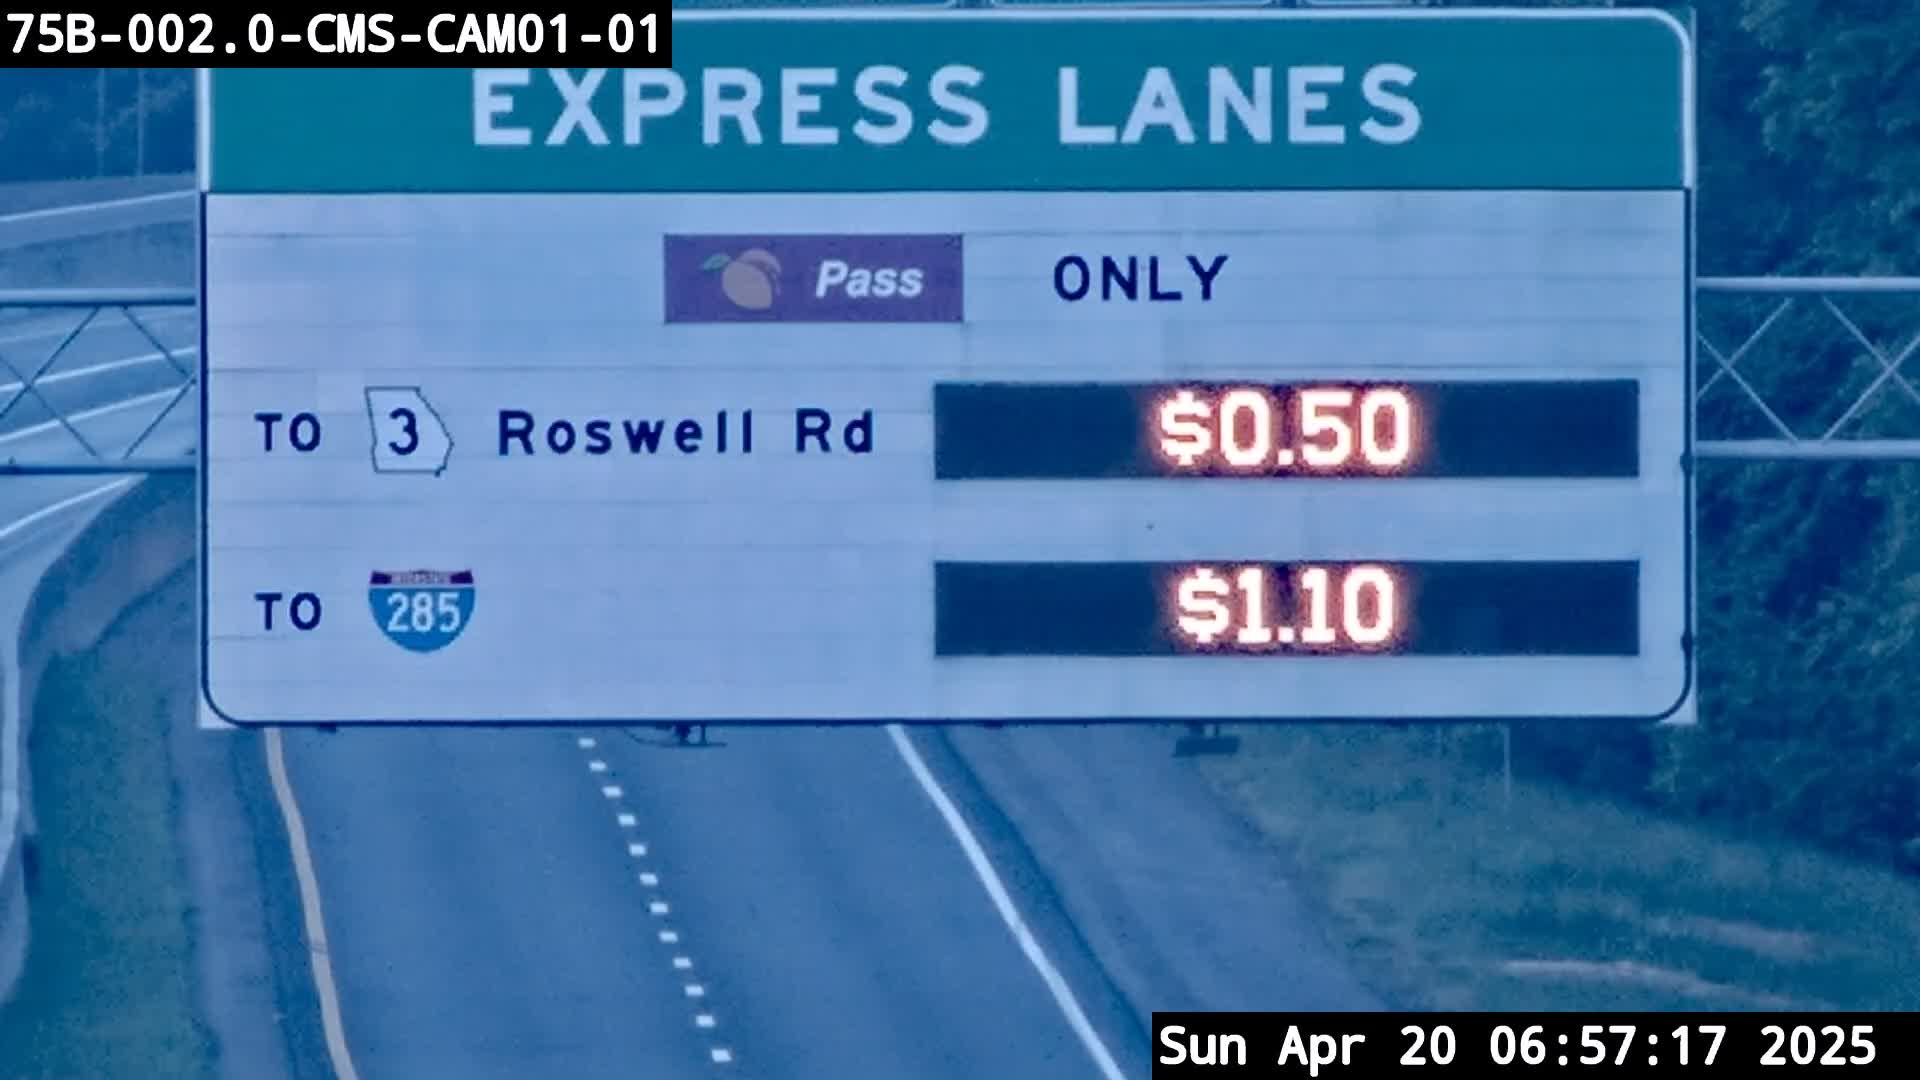 75B-002.0-CMS-CAM01-01
EXPRESS LANES
Pass ONLY
TO 3 Roswell Rd $0.50
TO 285 $1.10
Sun Apr 20 06:57:17 2025